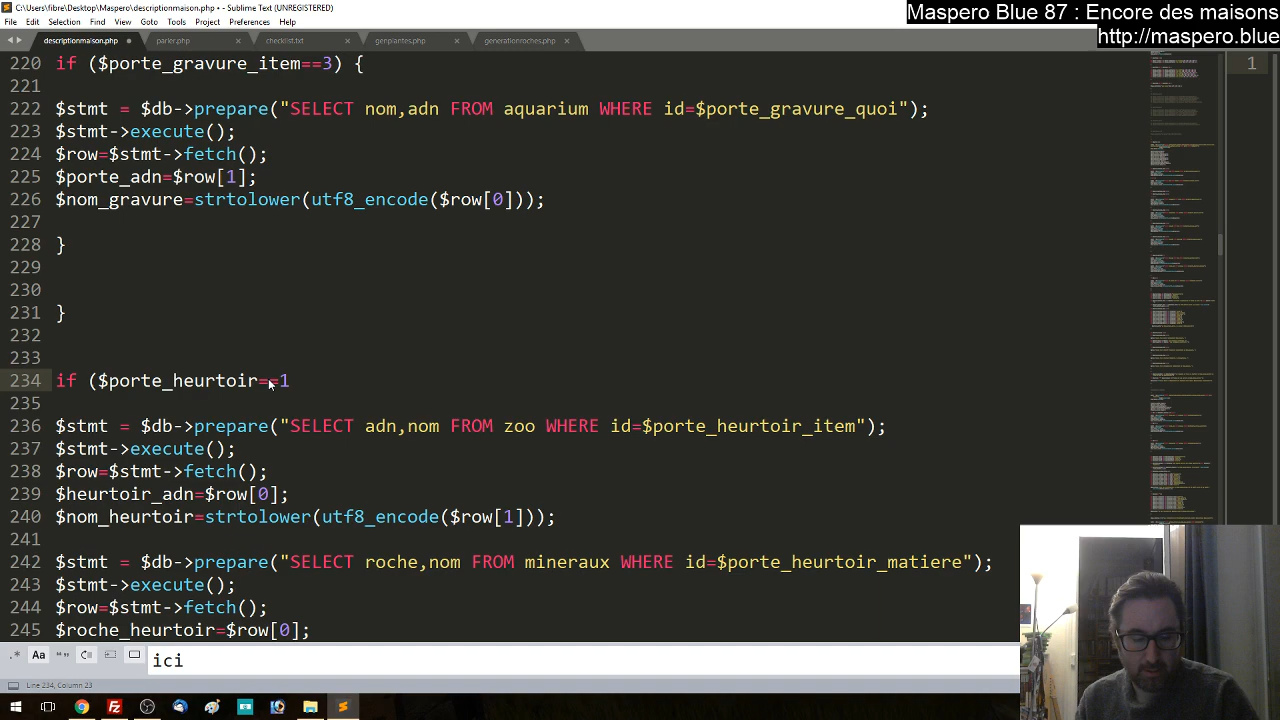 C:\Users\fibre\Desktop\Maspero\descriptionmaison.php • - Sublime Text (UNREGISTERED)
Maspero Blue 87 : Encore des maisons
http://maspero.blue
File Edit Selection Find View Goto Tools Project Preferences Help
descriptionmaison.php parler.php checklist.txt genplantes.php generationroches.php
220 if ($porte_gravure_item==3) {
221
222 $stmt = $db->prepare("SELECT nom,adn FROM aquarium WHERE id=$porte_gravure_quoi");
223 $stmt->execute();
224 $row=$stmt->fetch();
225 $porte_adn=$row[1];
226 $nom_gravure=strtolower(utf8_encode($row[0]));
227
228 }
229
230
231 }
232
233
234 if ($porte_heurtoir==1
235
236 $stmt = $db->prepare("SELECT adn,nom FROM zoo WHERE id=$porte_heurtoir_item");
237 $stmt->execute();
238 $row=$stmt->fetch();
239 $heurtoir_adn=$row[0];
240 $nom_heurtoir=strtolower(utf8_encode($row[1]));
241
242 $stmt = $db->prepare("SELECT roche,nom FROM mineraux WHERE id=$porte_heurtoir_matiere");
243 $stmt->execute();
244 $row=$stmt->fetch();
245 $roche_heurtoir=$row[0];
1
.* Aa “” ici
Line 234, Column 23